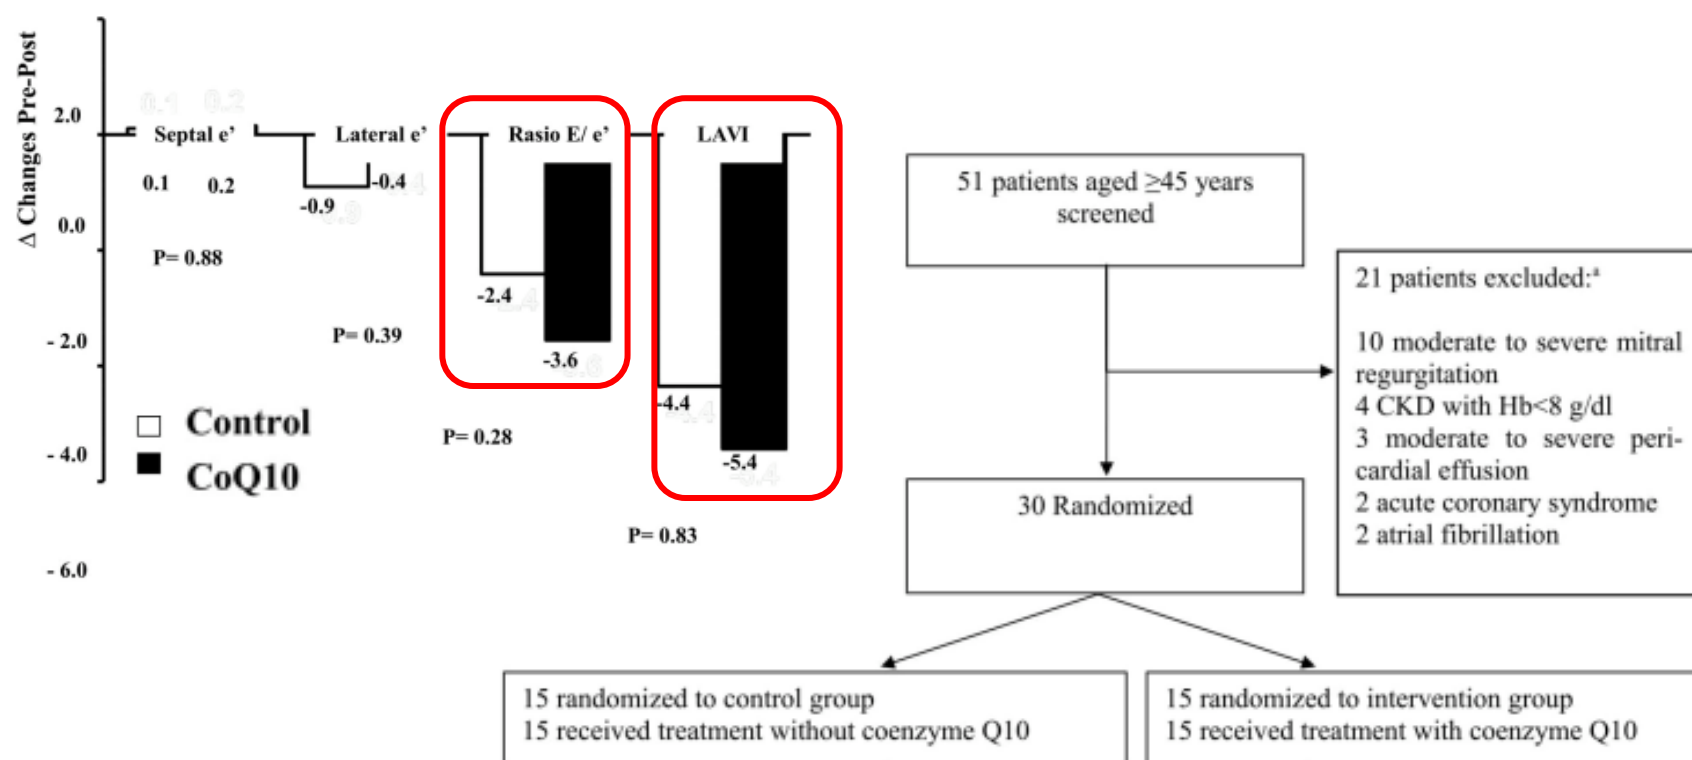 Δ Changes Pre-Post
2.0
0.0
- 2.0
- 4.0
- 6.0
Septal e’
Lateral e’
Rasio E/ e’
LAVI
0.1
0.2
0.1
0.2
-0.9
-0.4
-2.4
-3.6
-4.4
-5.4
P= 0.88
P= 0.39
P= 0.28
P= 0.83
Control
CoQ10
51 patients aged ≥45 years
screened
21 patients excluded:ª
10 moderate to severe mitral
regurgitation
4 CKD with Hb<8 g/dl
3 moderate to severe peri-
cardial effusion
2 acute coronary syndrome
2 atrial fibrillation
30 Randomized
15 randomized to control group
15 received treatment without coenzyme Q10
15 randomized to intervention group
15 received treatment with coenzyme Q10